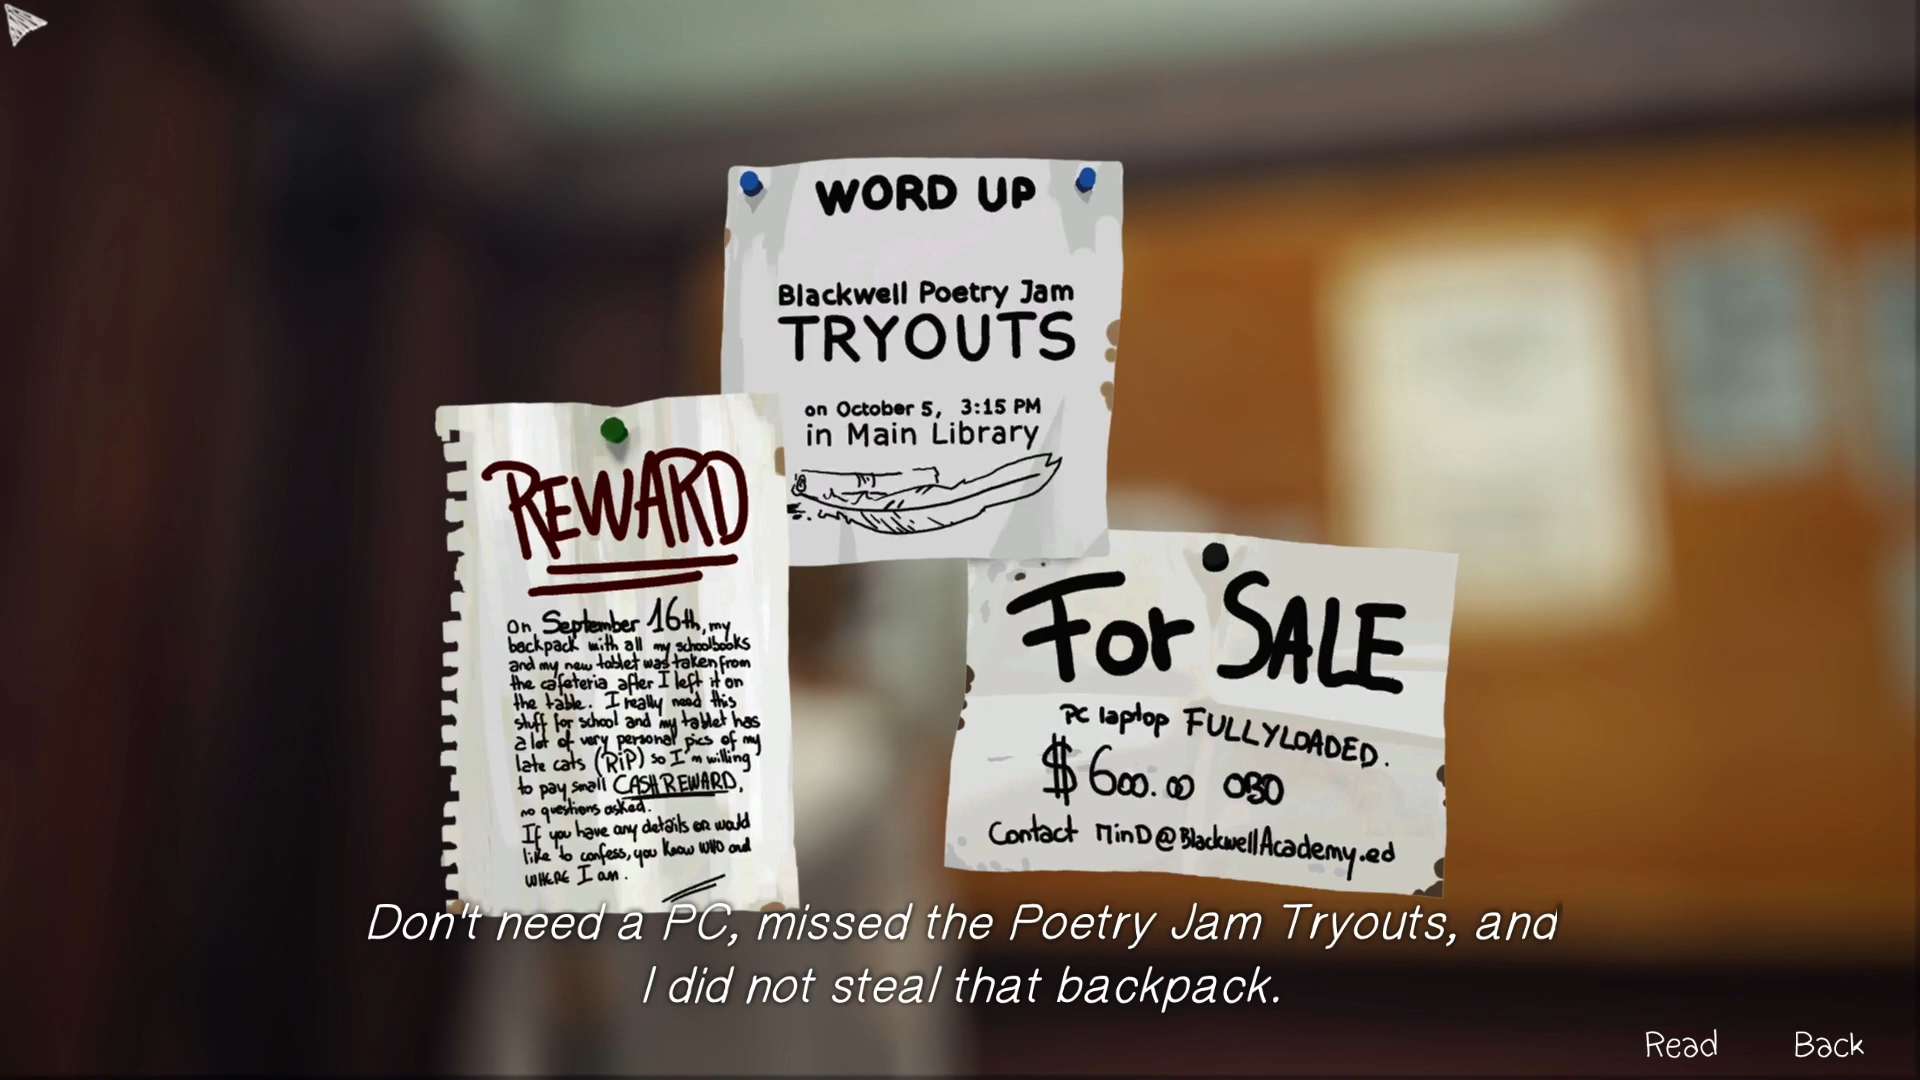 WORD UP
Blackwell Poetry Jam
TRYOUTS
on October 5, 3:15 PM
in Main Library
REWARD
On September 16th, my
backpack with all my schoolbooks
and my new tablet was taken from
the cafeteria after I left it on
the table. I really need this
stuff for school and my tablet has
a lot of very personal pics of my
late cats (RiP) so I'm willing
to pay small CASH REWARD,
no questions asked.
If you have any details or would
like to confess, you know WHO and
WHERE I am.
For SALE
PC laptop FULLYLOADED.
$600.00 OBO
Contact MinD@BlackwellAcademy.ed
Don't need a PC, missed the Poetry Jam Tryouts, and
I did not steal that backpack.
Read Back